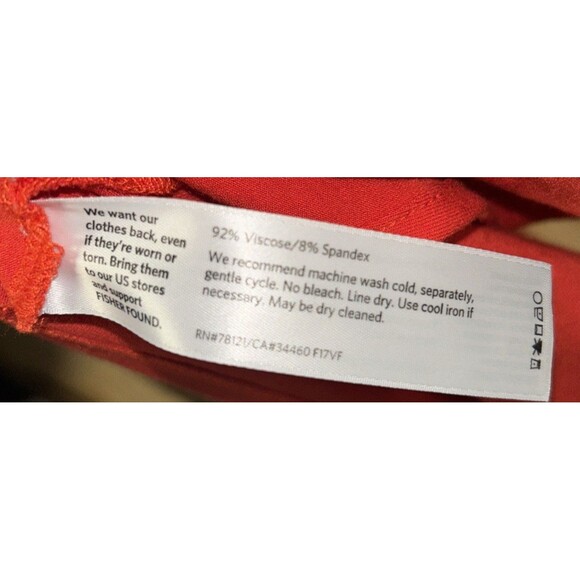 We want our
clothes back, even
if they're worn or
torn. Bring them
to our US stores
and support
FISHER FOUND.
92% Viscose/8% Spandex
We recommend machine wash cold, separately,
gentle cycle. No bleach. Line dry. Use cool iron if
necessary. May be dry cleaned.
RN#78121/CA#34460 F17VF